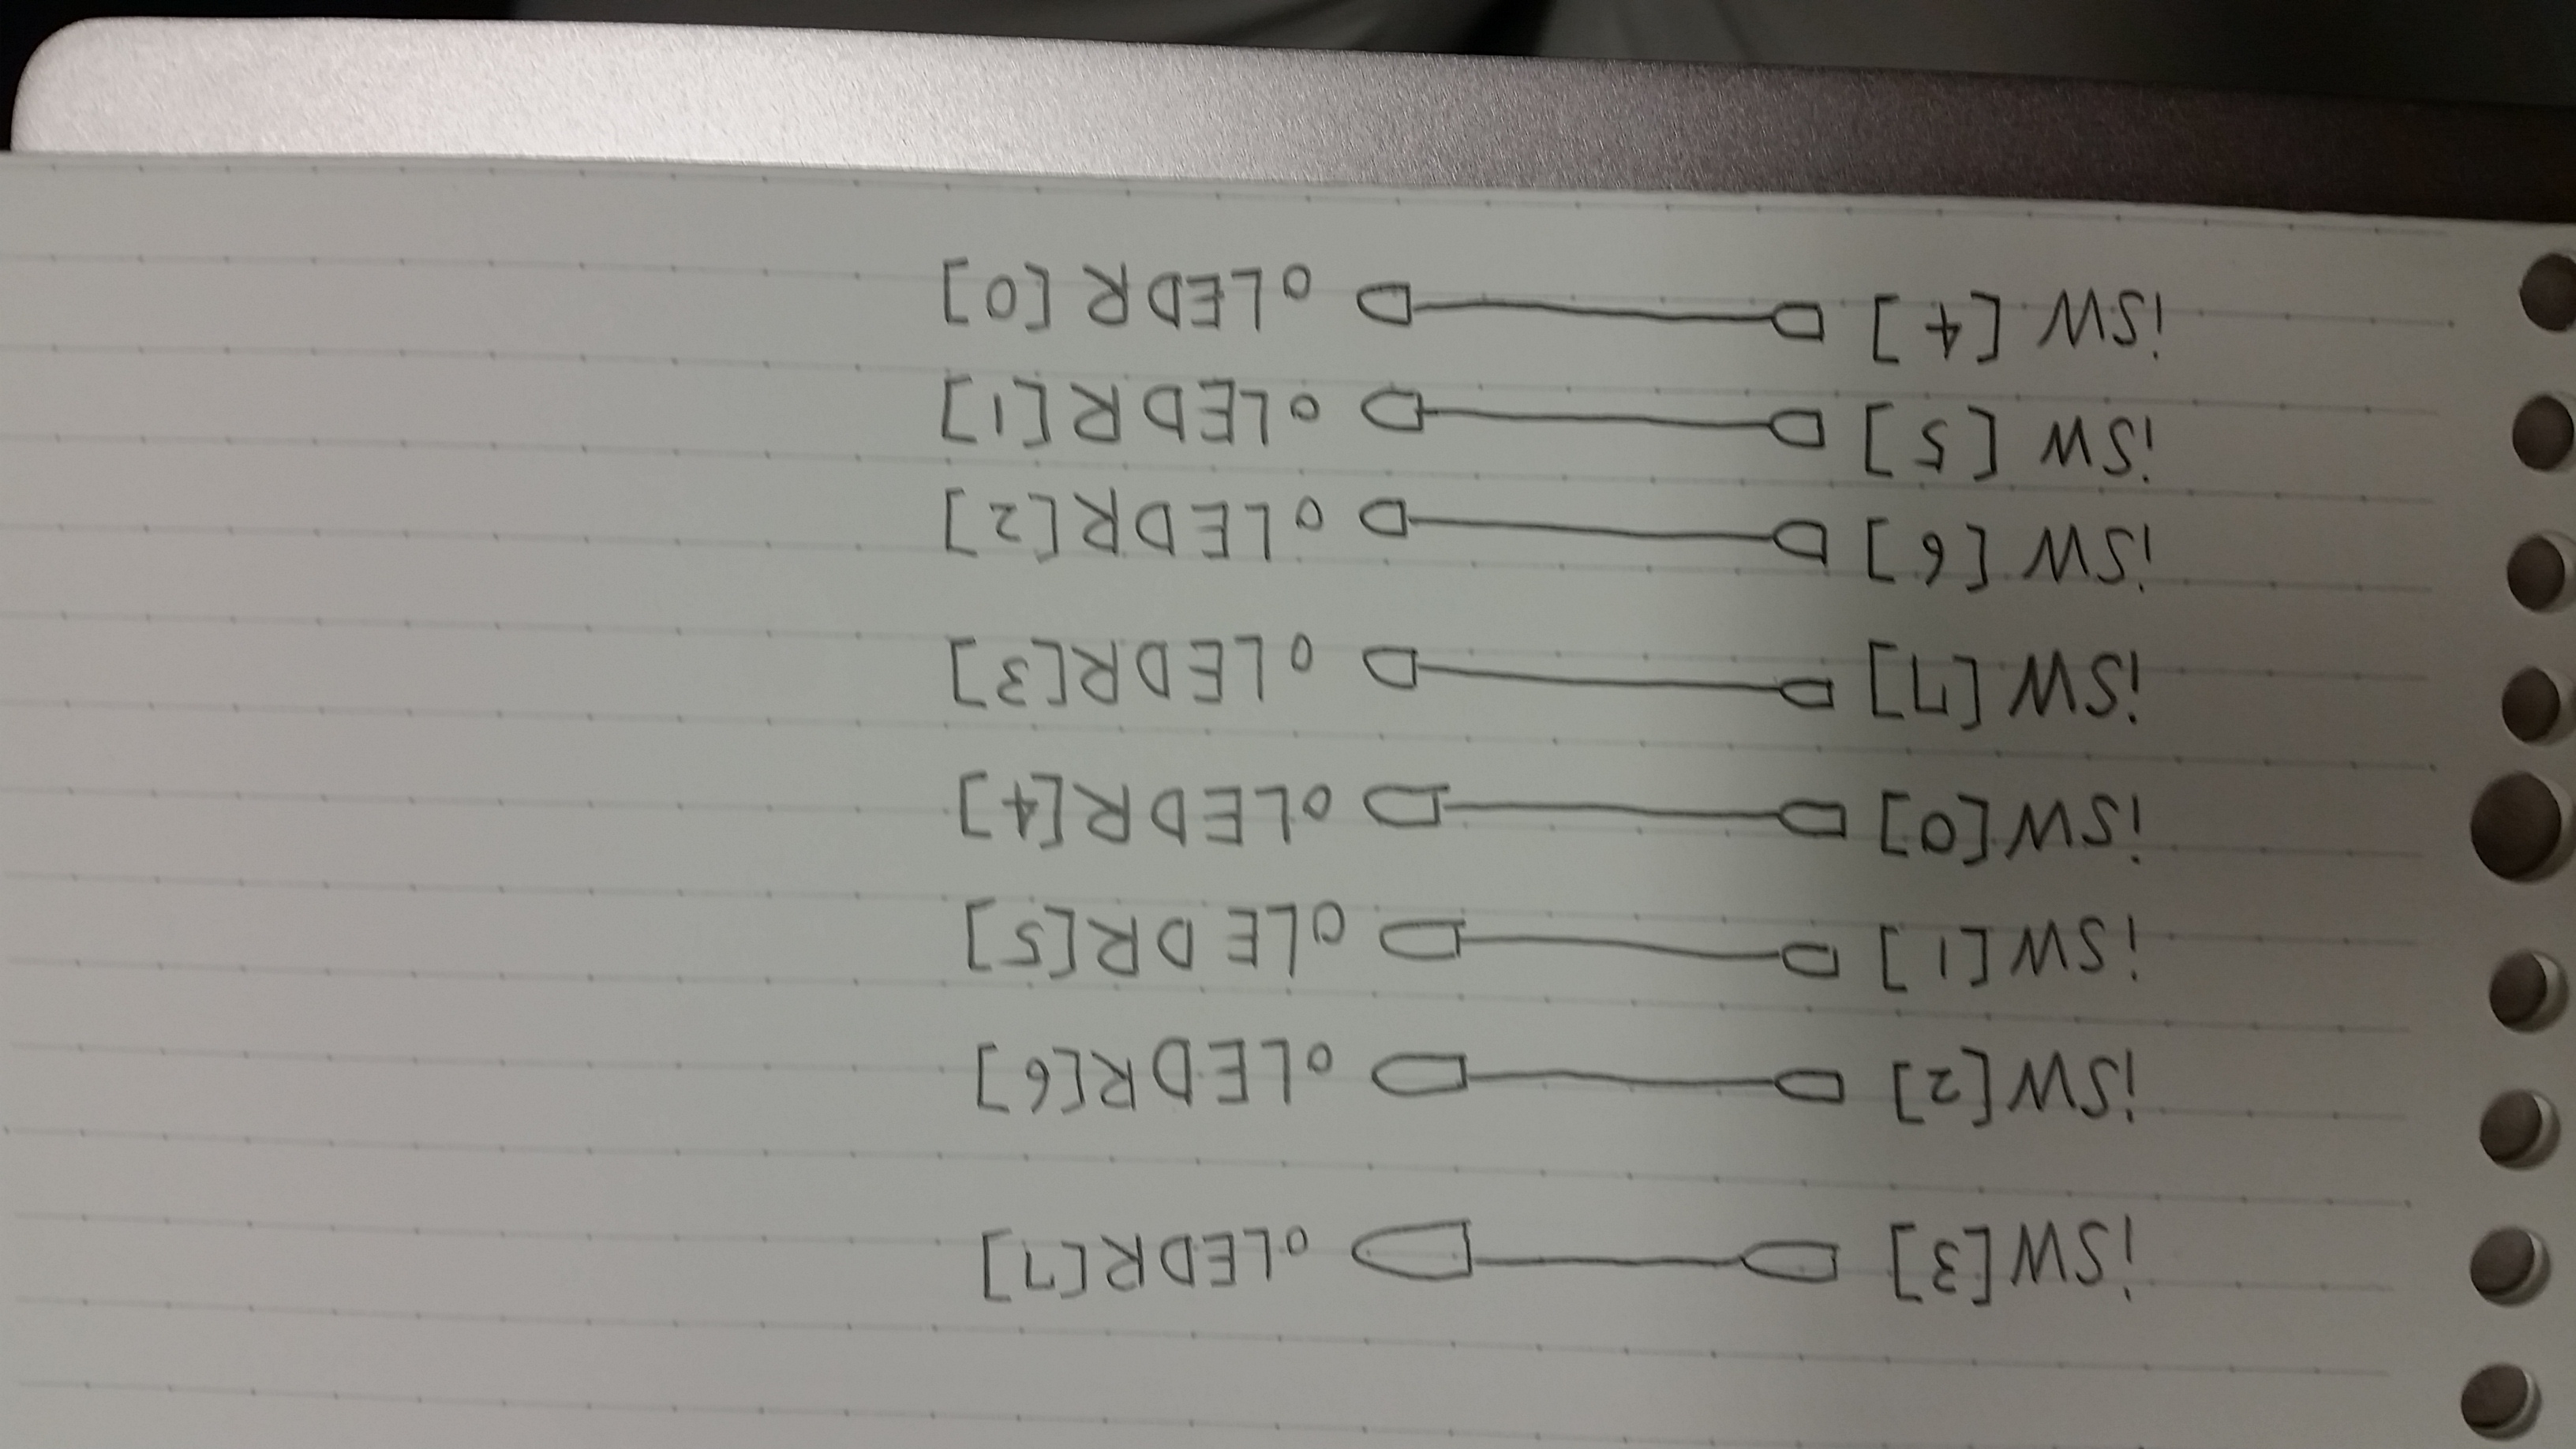 iSW[3] oLEDR[7]
iSW[2] oLEDR[6]
iSW[1] oLEDR[5]
iSW[0] oLEDR[4]
iSW[7] oLEDR[3]
iSW[6] oLEDR[2]
iSW[5] oLEDR[1]
iSW[4] oLEDR[0]